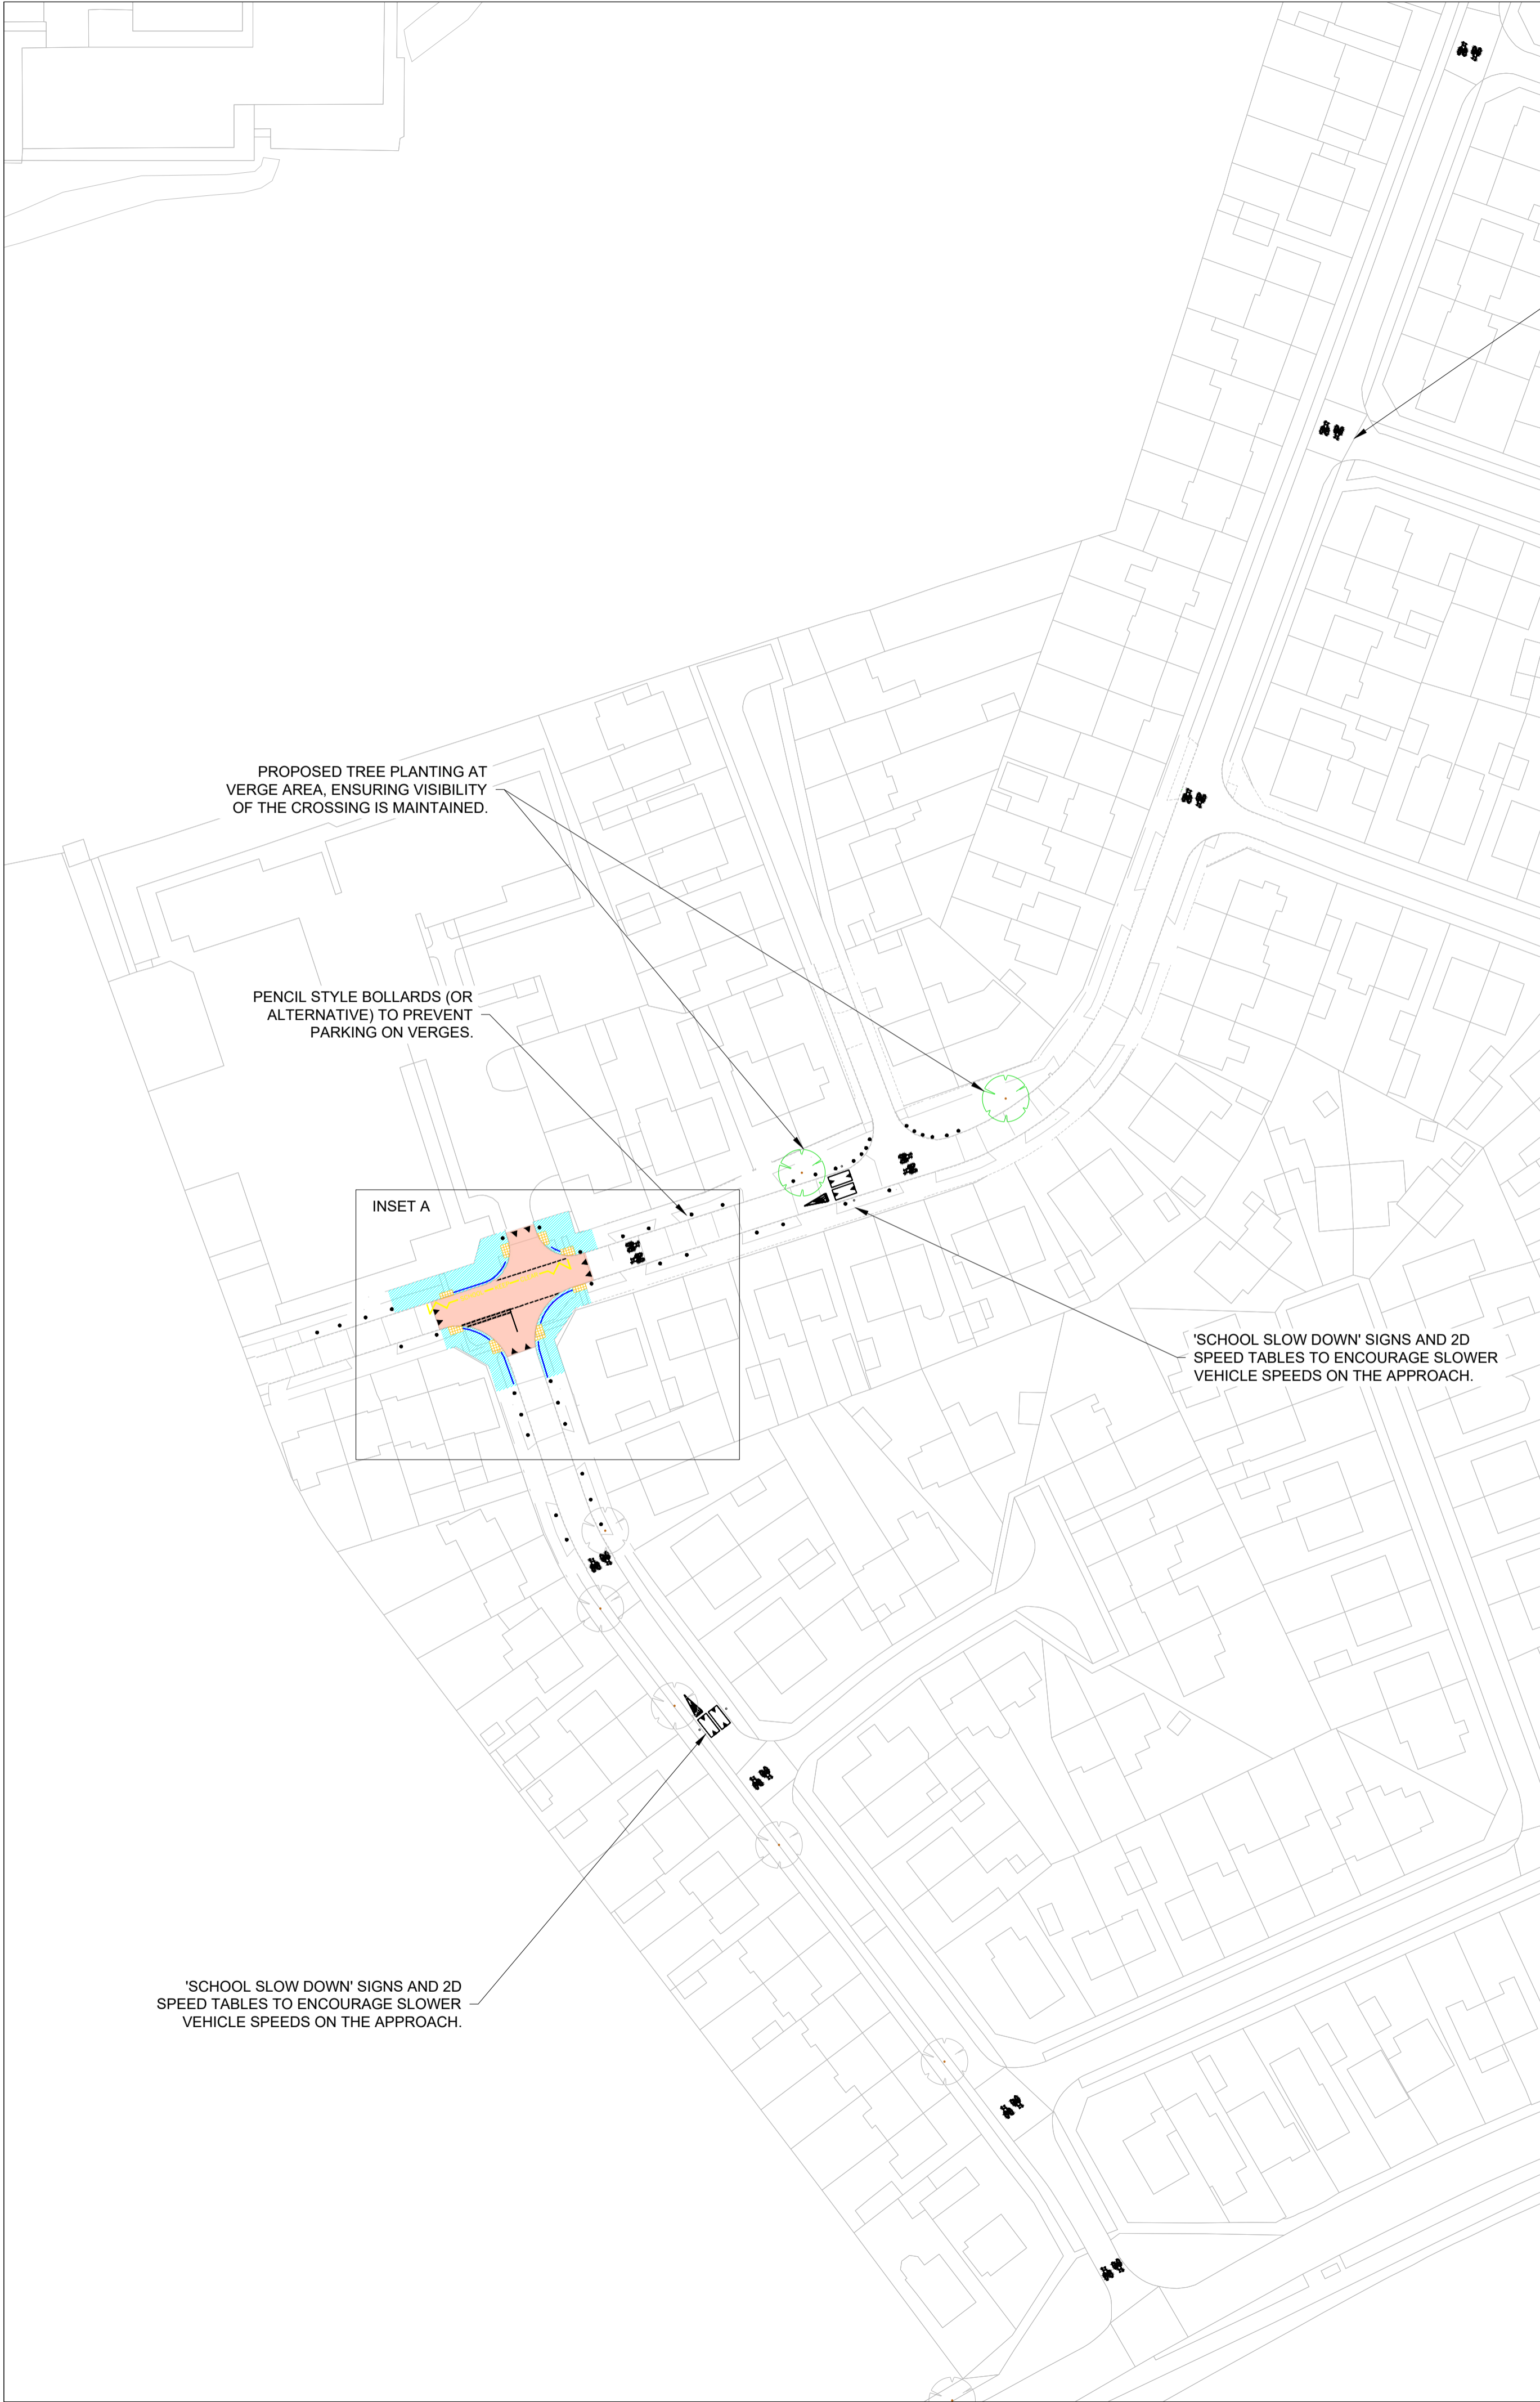 PROPOSED TREE PLANTING AT
VERGE AREA, ENSURING VISIBILITY
OF THE CROSSING IS MAINTAINED.
PENCIL STYLE BOLLARDS (OR
ALTERNATIVE) TO PREVENT
PARKING ON VERGES.
INSET A
'SCHOOL SLOW DOWN' SIGNS AND 2D
SPEED TABLES TO ENCOURAGE SLOWER
VEHICLE SPEEDS ON THE APPROACH.
'SCHOOL SLOW DOWN' SIGNS AND 2D
SPEED TABLES TO ENCOURAGE SLOWER
VEHICLE SPEEDS ON THE APPROACH.